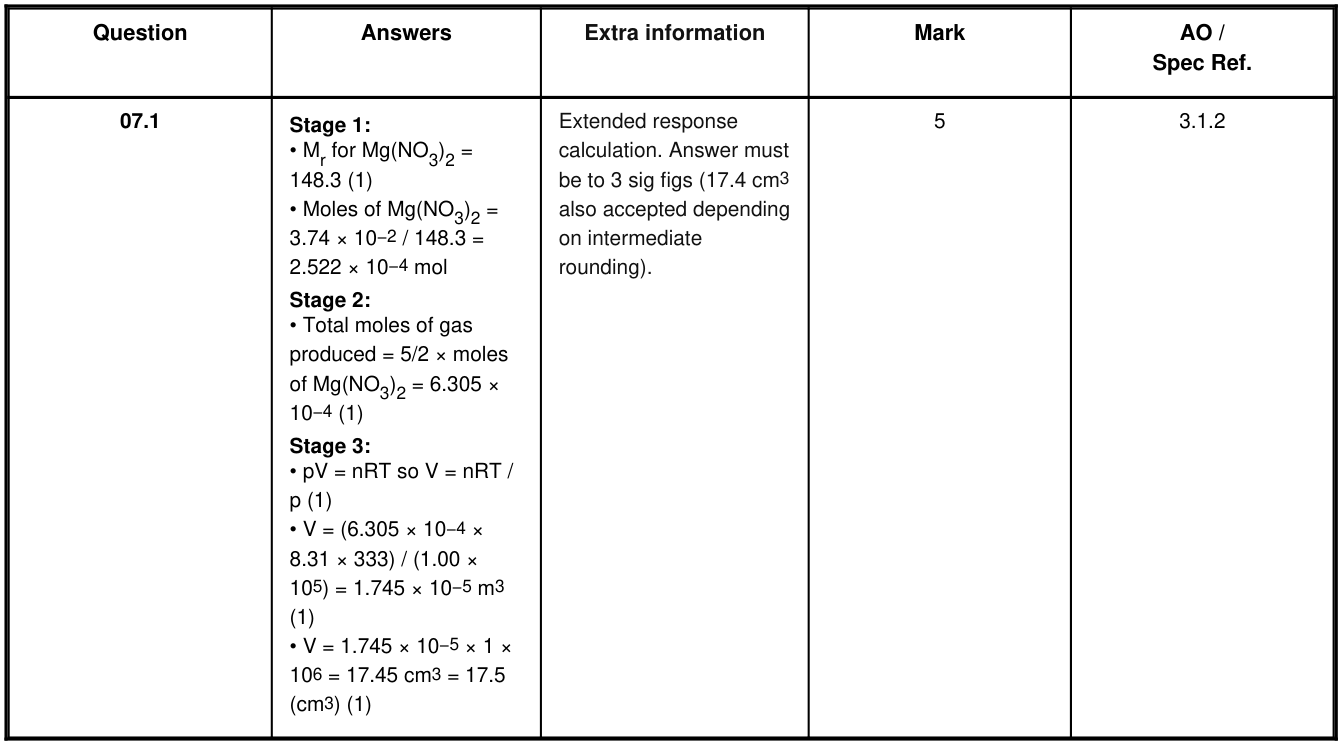 Question Answers Extra information Mark AO /
Spec Ref.
07.1
Stage 1:
• Mᵣ for Mg(NO₃)₂ =
148.3 (1)
• Moles of Mg(NO₃)₂ =
3.74 × 10⁻² / 148.3 =
2.522 × 10⁻⁴ mol
Stage 2:
• Total moles of gas
produced = 5/2 × moles
of Mg(NO₃)₂ = 6.305 ×
10⁻⁴ (1)
Stage 3:
• pV = nRT so V = nRT /
p (1)
• V = (6.305 × 10⁻⁴ ×
8.31 × 333) / (1.00 ×
10⁵) = 1.745 × 10⁻⁵ m³
(1)
• V = 1.745 × 10⁻⁵ × 1 ×
10⁶ = 17.45 cm³ = 17.5
(cm³) (1)
Extended response
calculation. Answer must
be to 3 sig figs (17.4 cm³
also accepted depending
on intermediate
rounding).
5
3.1.2